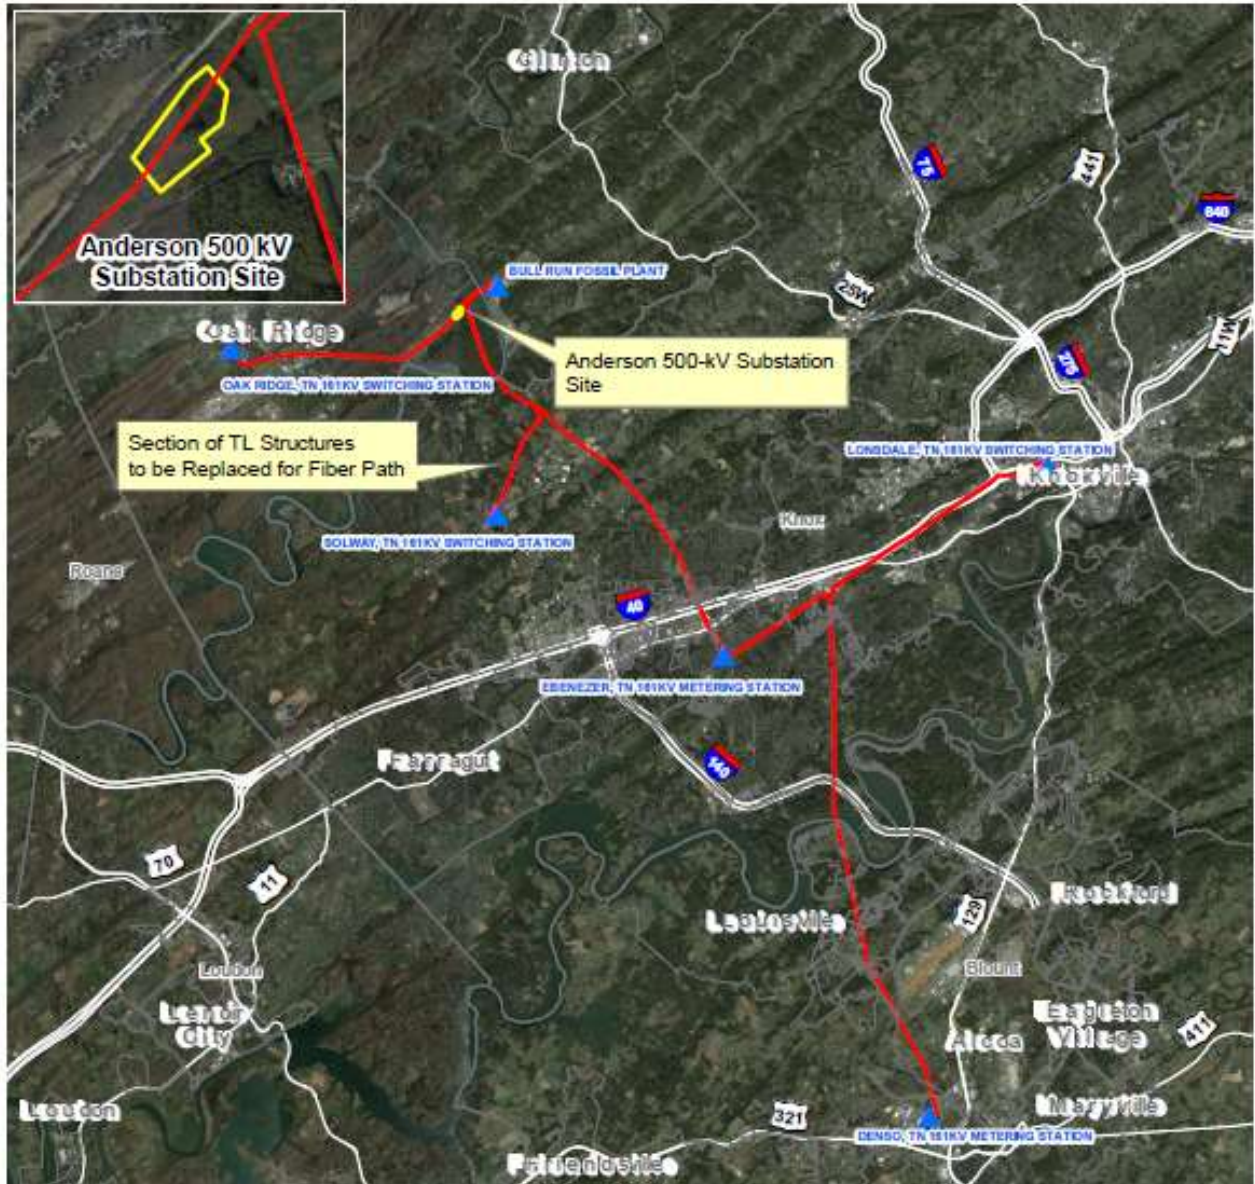 Clinton
75
441
640
Anderson 500 kV
Substation Site
BULL RUN FOSSIL PLANT
25W
Oak Ridge
11W
Anderson 500-kV Substation
Site
275
OAK RIDGE, TN 161KV SWITCHING STATION
Section of TL Structures
to be Replaced for Fiber Path
LONSDALE, TN 161KV SWITCHING STATION
Knoxville
Knox
SOLWAY, TN 161KV SWITCHING STATION
Roane
40
EBENEZER, TN 161KV METERING STATION
Farragut
140
70
11
Rockford
129
Louisville
Loudon
Blount
Lenoir
City
Eagleton
Village
Alcoa
411
Loudon
Maryville
321
DENSO, TN 161KV METERING STATION
Friendsville